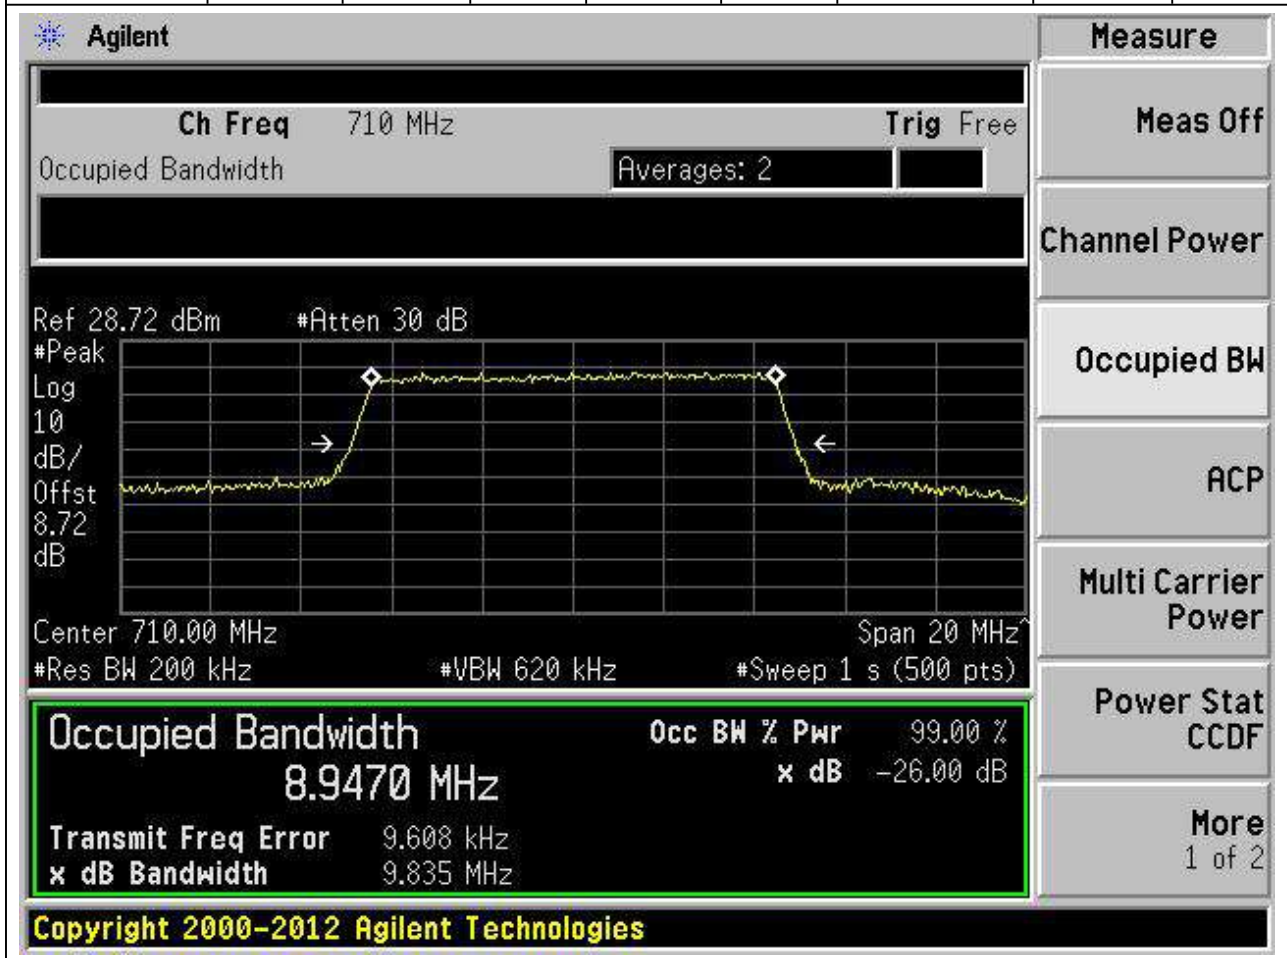 Agilent
Measure
Ch Freq 710 MHz Trig Free
Occupied Bandwidth Averages: 2
Meas Off
Channel Power
Occupied BW
ACP
Multi Carrier
Power
Power Stat
CCDF
More
1 of 2
Ref 28.72 dBm #Atten 30 dB
#Peak
Log
10
dB/
Offst
8.72
dB
Center 710.00 MHz Span 20 MHz^
#Res BW 200 kHz #VBW 620 kHz #Sweep 1 s (500 pts)
Occupied Bandwidth Occ BW % Pwr 99.00 %
8.9470 MHz x dB -26.00 dB
Transmit Freq Error 9.608 kHz
x dB Bandwidth 9.835 MHz
Copyright 2000-2012 Agilent Technologies